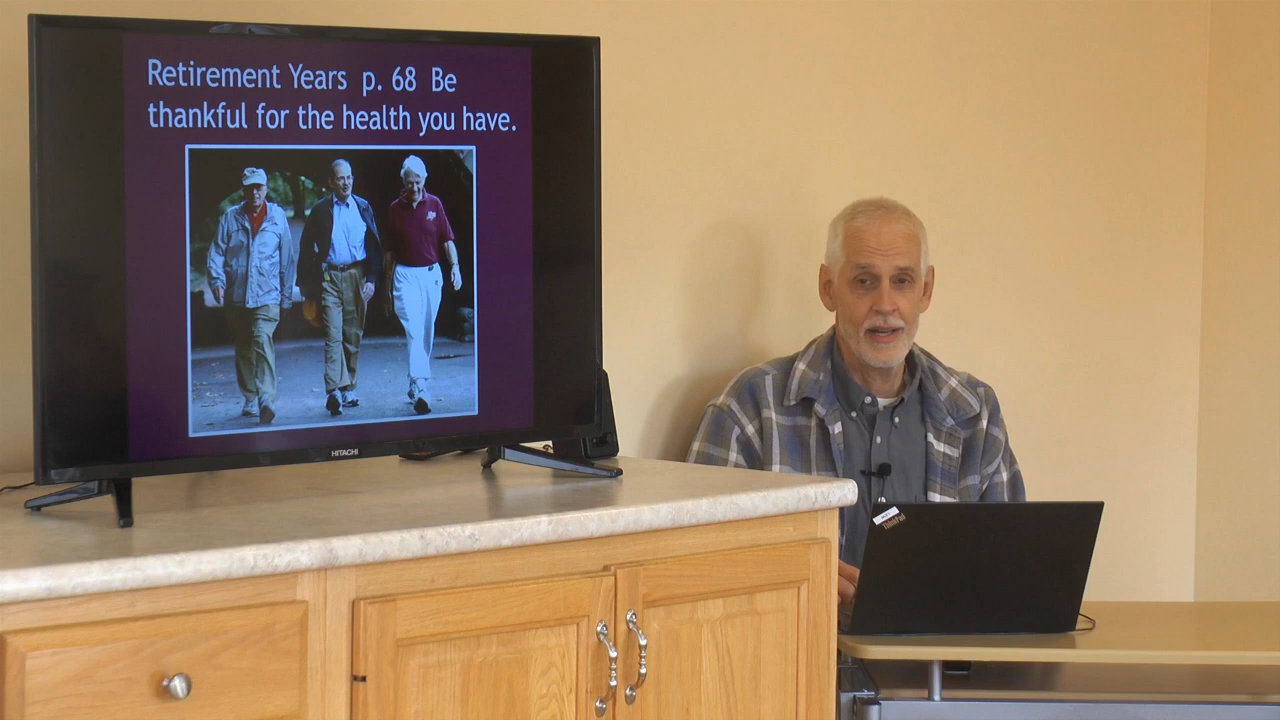 Retirement Years p. 68 Be
thankful for the health you have.
HITACHI
ThinkPad